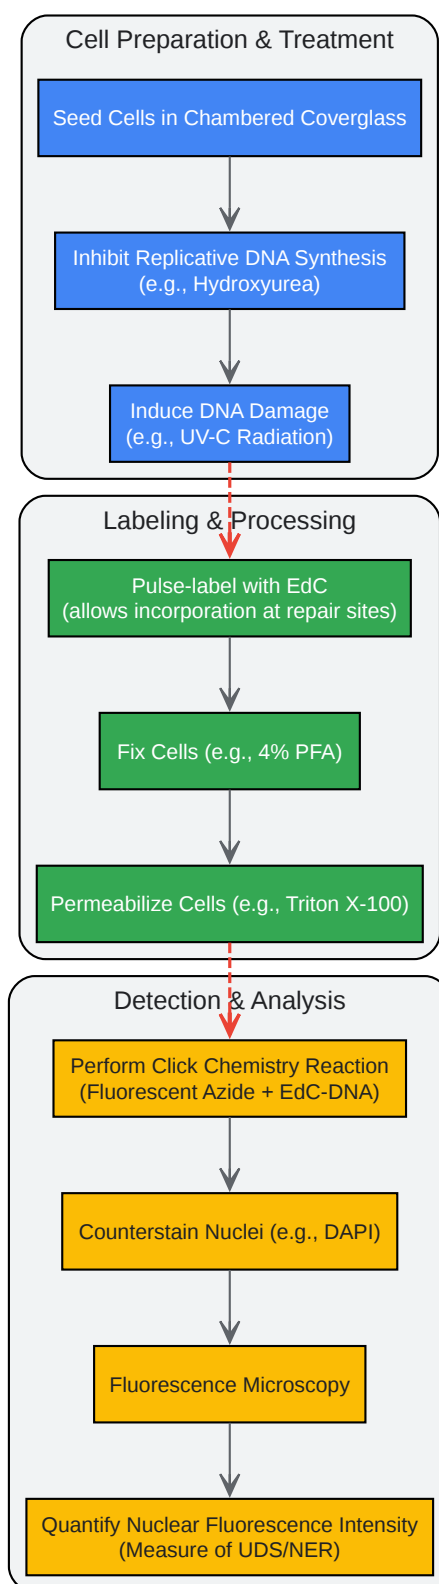 Cell Preparation & Treatment
Seed Cells in Chambered Coverglass
Inhibit Replicative DNA Synthesis
(e.g., Hydroxyurea)
Induce DNA Damage
(e.g., UV-C Radiation)
Labeling & Processing
Pulse-label with EdC
(allows incorporation at repair sites)
Fix Cells (e.g., 4% PFA)
Permeabilize Cells (e.g., Triton X-100)
Detection & Analysis
Perform Click Chemistry Reaction
(Fluorescent Azide + EdC-DNA)
Counterstain Nuclei (e.g., DAPI)
Fluorescence Microscopy
Quantify Nuclear Fluorescence Intensity
(Measure of UDS/NER)